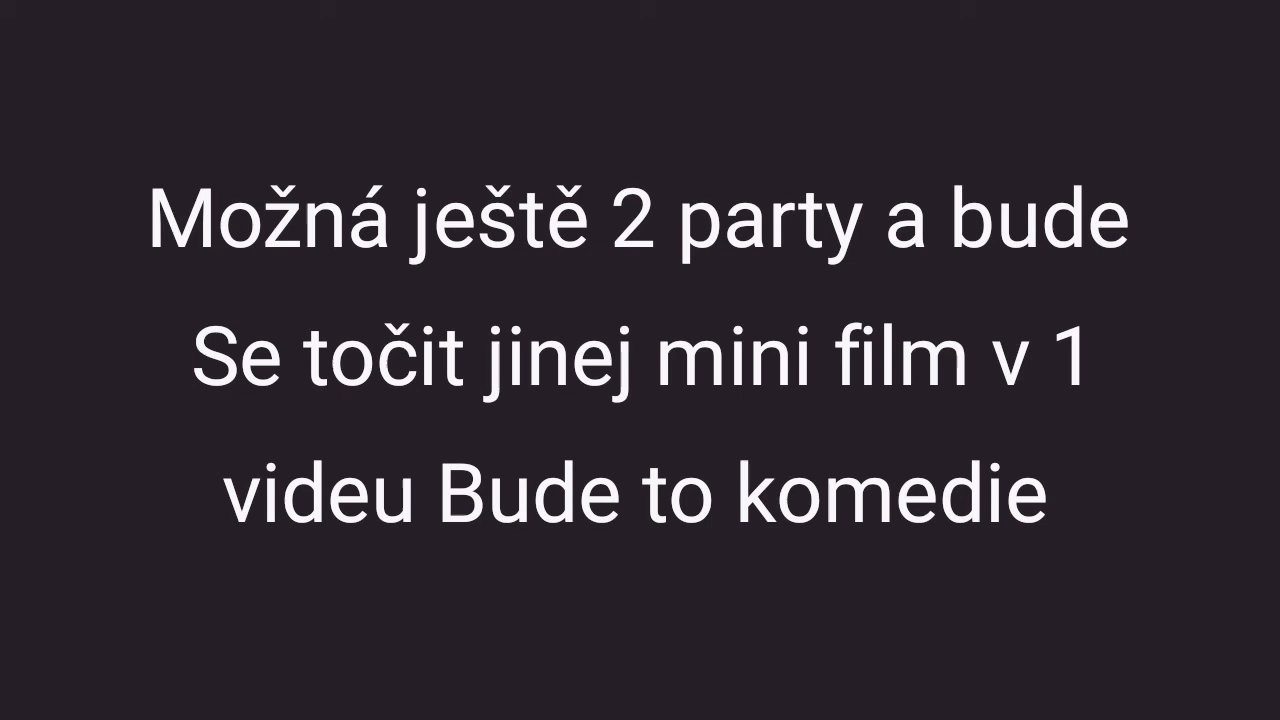 Možná ještě 2 party a bude
Se točit jinej mini film v 1
videu Bude to komedie